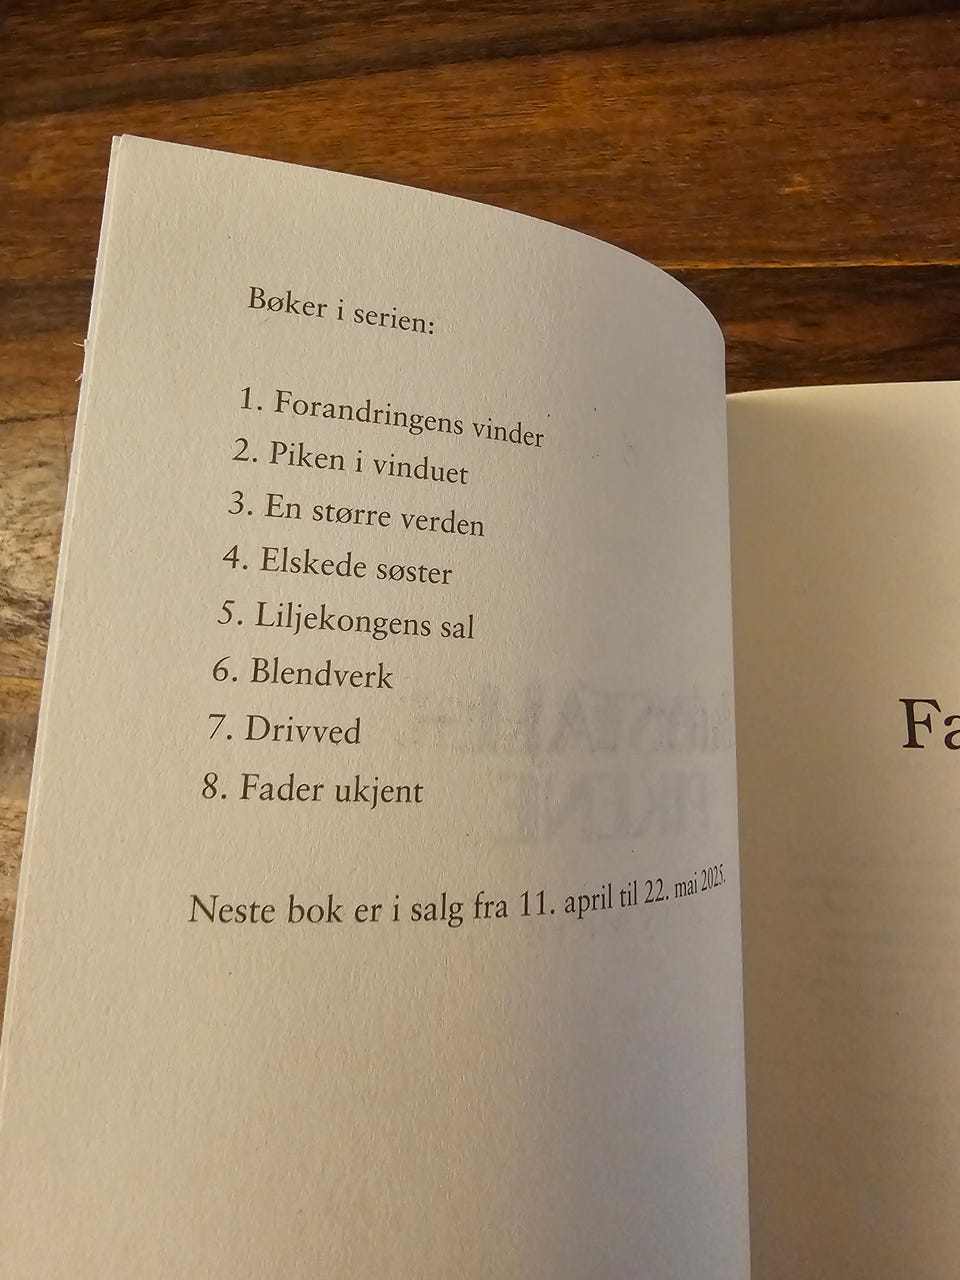 Bøker i serien:
1. Forandringens vinder
2. Piken i vinduet
3. En større verden
4. Elskede søster
5. Liljekongens sal
6. Blendverk
7. Drivved
8. Fader ukjent
Neste bok er i salg fra 11. april til 22. mai 2025.
Fa